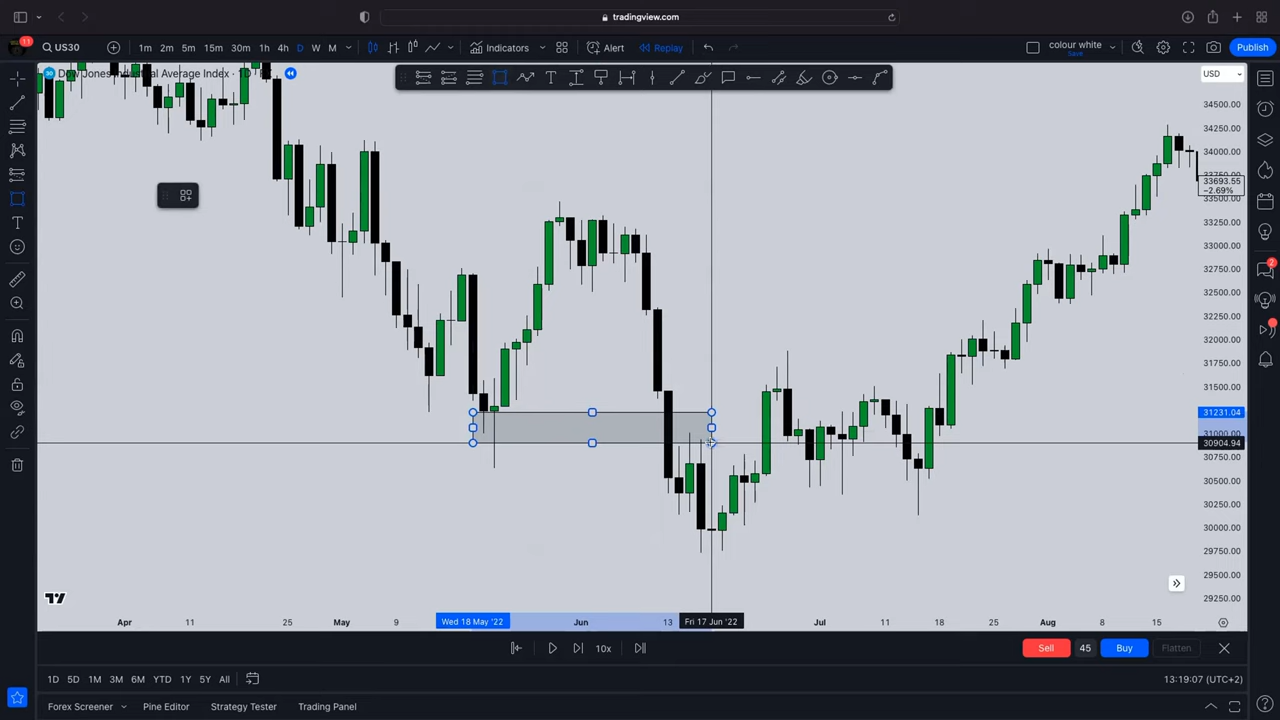 tradingview.com
11
US30
1m 2m 5m 15m 30m 1h 4h D W M
Indicators
Alert
Replay
colour white
Save
Publish
Dow Jones Industrial Average Index · 1D
USD
34500.00
34250.00
34000.00
33693.55
−2.69%
33500.00
33250.00
33000.00
32750.00
32500.00
32250.00
32000.00
31750.00
31500.00
31231.04
31000.00
30904.94
30750.00
30500.00
30250.00
30000.00
29750.00
29500.00
29250.00
2
Apr 11 25 May 9 Wed 18 May '22 Jun 13 Fri 17 Jun '22 Jul 11 18 25 Aug 8 15
10x
Sell 45 Buy Flatten
1D 5D 1M 3M 6M YTD 1Y 5Y All
13:19:07 (UTC+2)
Forex Screener Pine Editor Strategy Tester Trading Panel